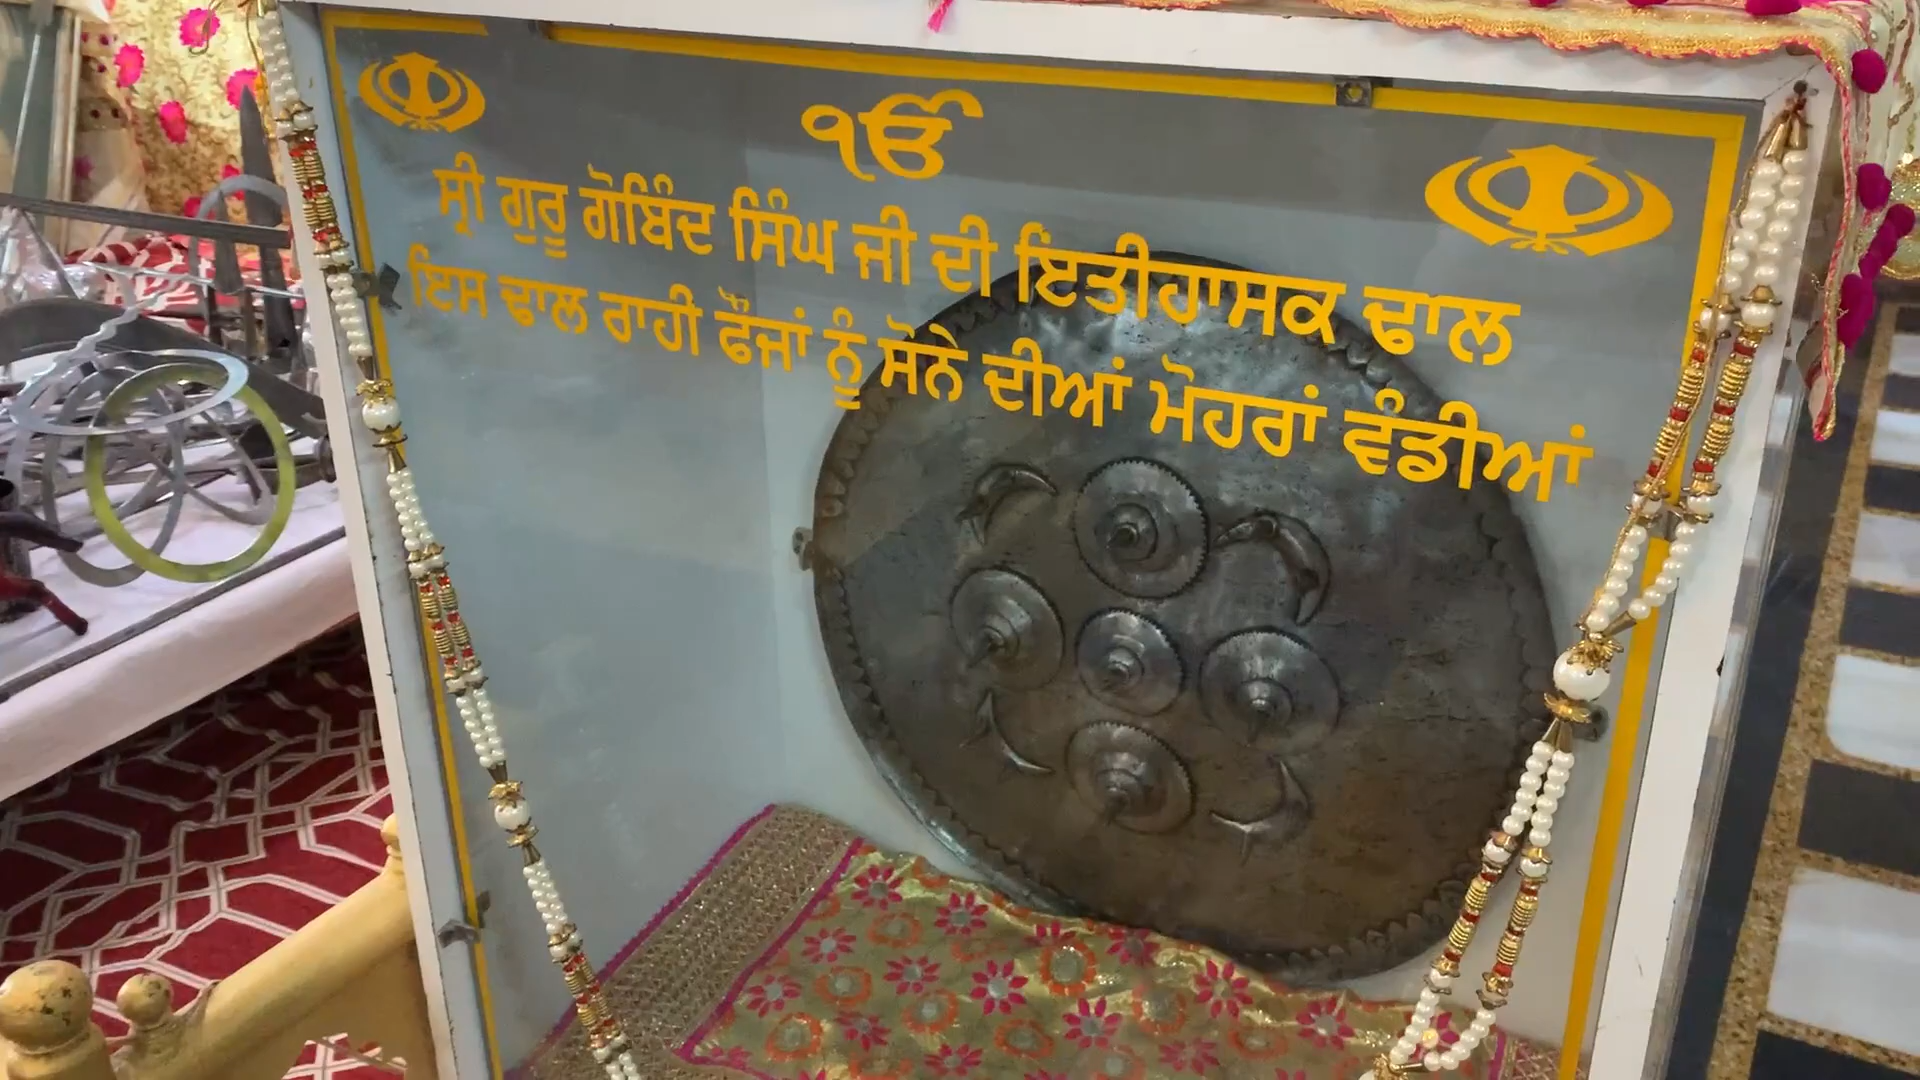 ੴ
ਸ੍ਰੀ ਗੁਰੂ ਗੋਬਿੰਦ ਸਿੰਘ ਜੀ ਦੀ ਇਤੀਹਾਸਕ ਢਾਲ
ਇਸ ਢਾਲ ਰਾਹੀ ਫੌਜਾਂ ਨੂੰ ਸੋਨੇ ਦੀਆਂ ਮੋਹਰਾਂ ਵੰਡੀਆਂ